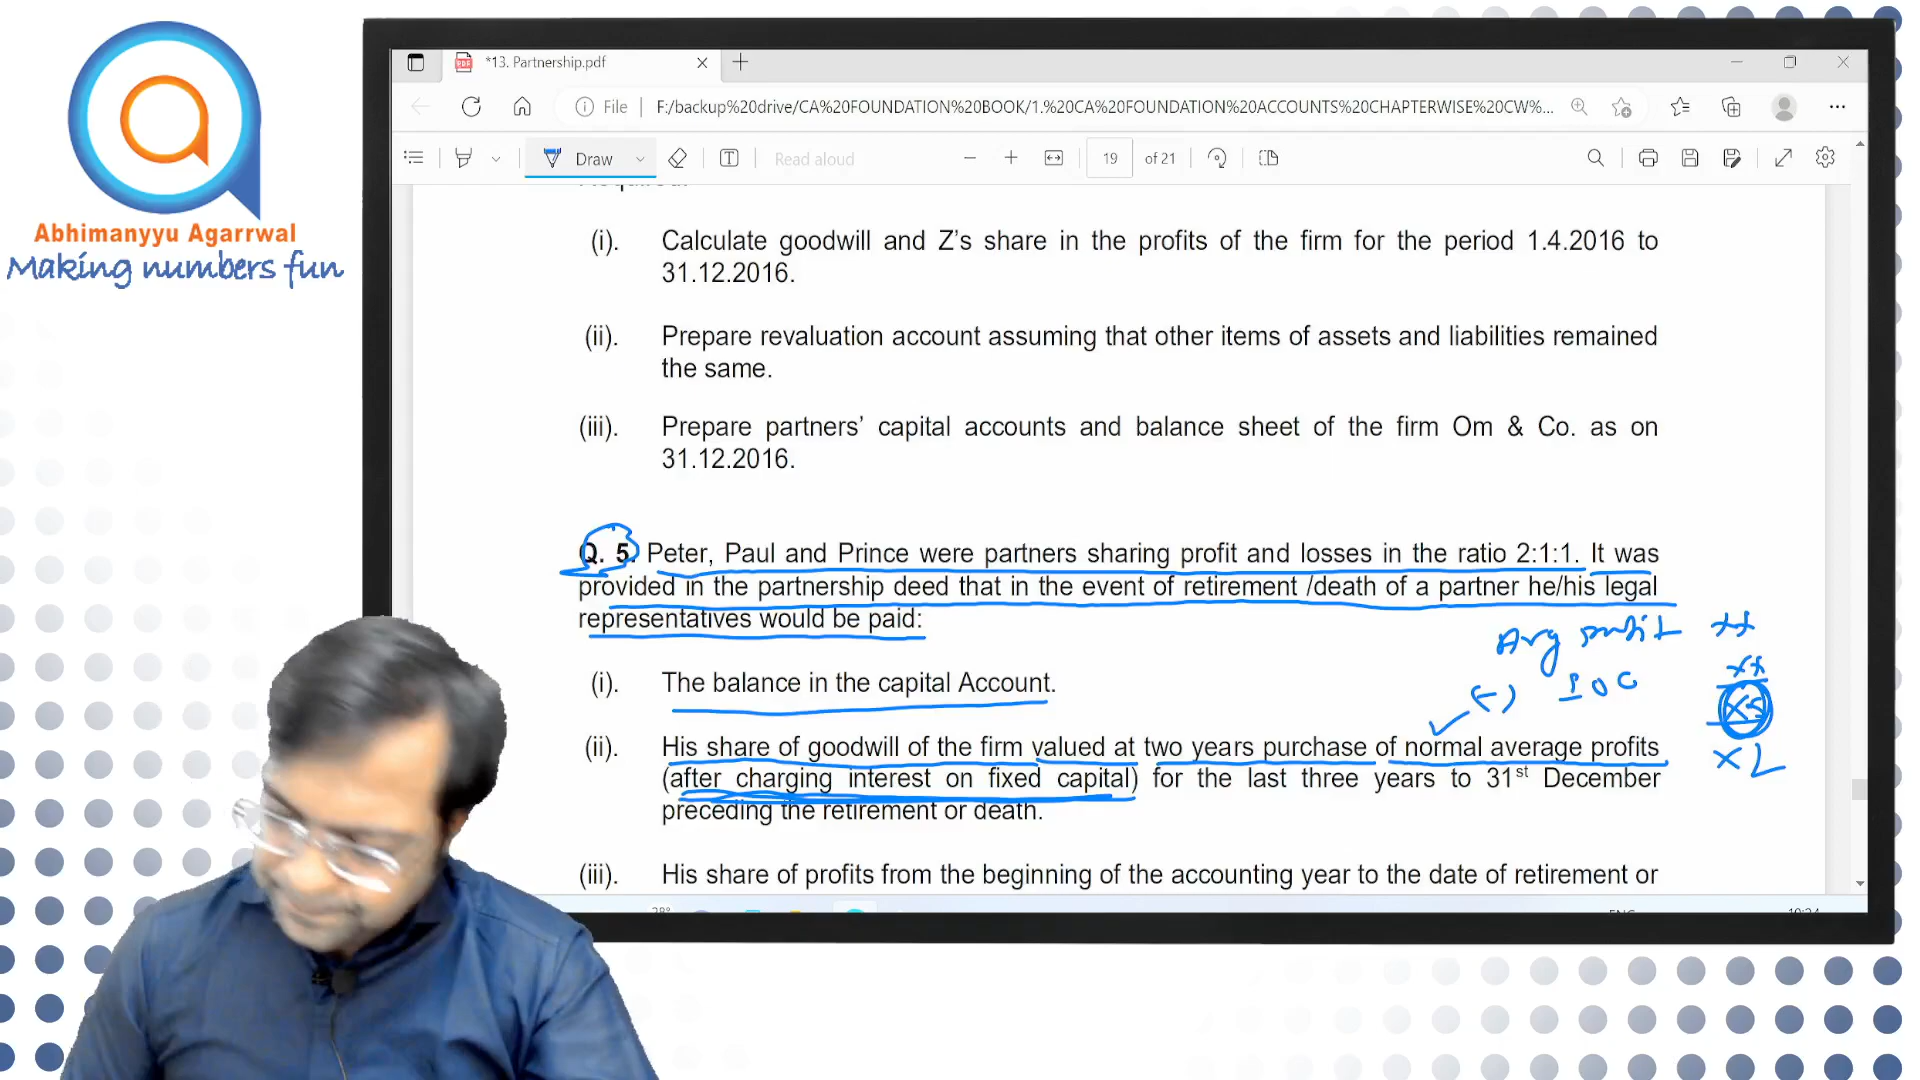 Abhimanyyu Agarrwal
Making numbers fun
*13. Partnership.pdf
File
F:/backup%20drive/CA%20FOUNDATION%20BOOK/1.%20CA%20FOUNDATION%20ACCOUNTS%20CHAPTERWISE%20CW%...
Draw
Read aloud
19
of 21
(i). Calculate goodwill and Z's share in the profits of the firm for the period 1.4.2016 to
31.12.2016.
(ii). Prepare revaluation account assuming that other items of assets and liabilities remained
the same.
(iii). Prepare partners' capital accounts and balance sheet of the firm Om & Co. as on
31.12.2016.
Q. 5 Peter, Paul and Prince were partners sharing profit and losses in the ratio 2:1:1. It was
provided in the partnership deed that in the event of retirement /death of a partner he/his legal
representatives would be paid:
Avg profit xx
xx
(-) IOC
(i). The balance in the capital Account.
(ii). His share of goodwill of the firm valued at two years purchase of normal average profits
(after charging interest on fixed capital) for the last three years to 31st December
preceding the retirement or death.
(iii). His share of profits from the beginning of the accounting year to the date of retirement or